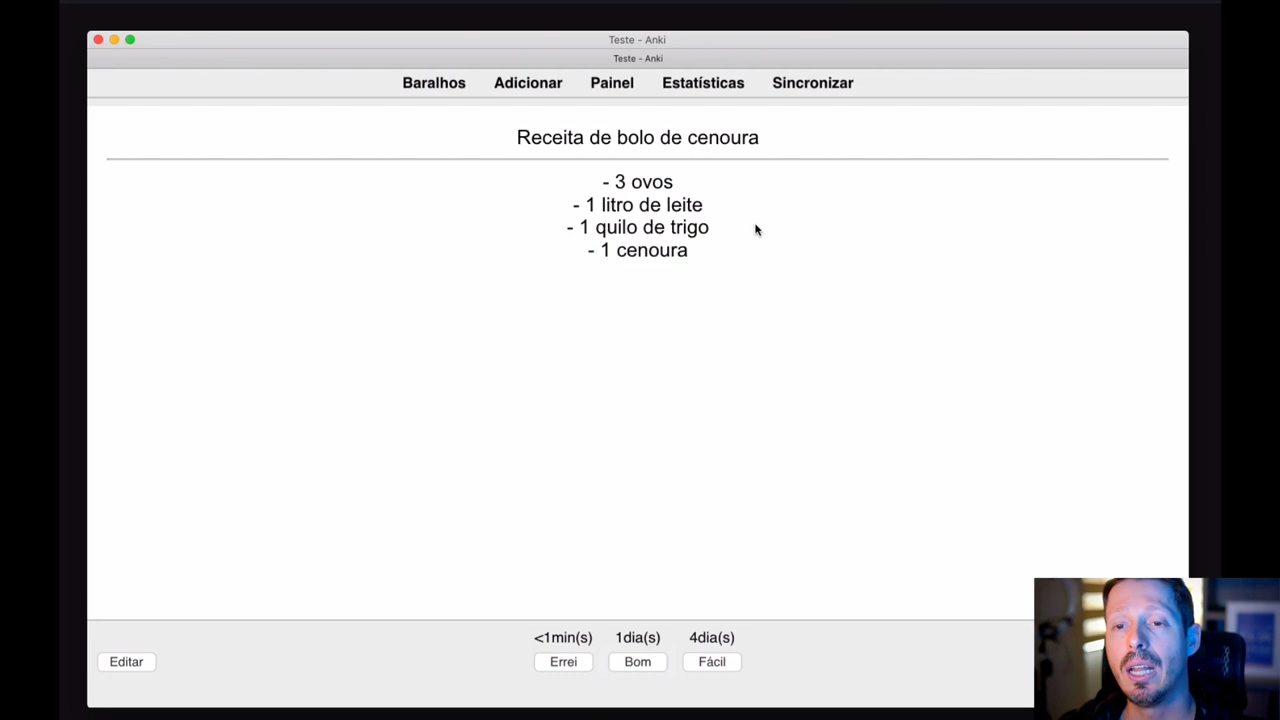 Teste - Anki
Teste - Anki
Baralhos Adicionar Painel Estatísticas Sincronizar
Receita de bolo de cenoura
- 3 ovos
- 1 litro de leite
- 1 quilo de trigo
- 1 cenoura
<1min(s) 1dia(s) 4dia(s)
Editar Errei Bom Fácil